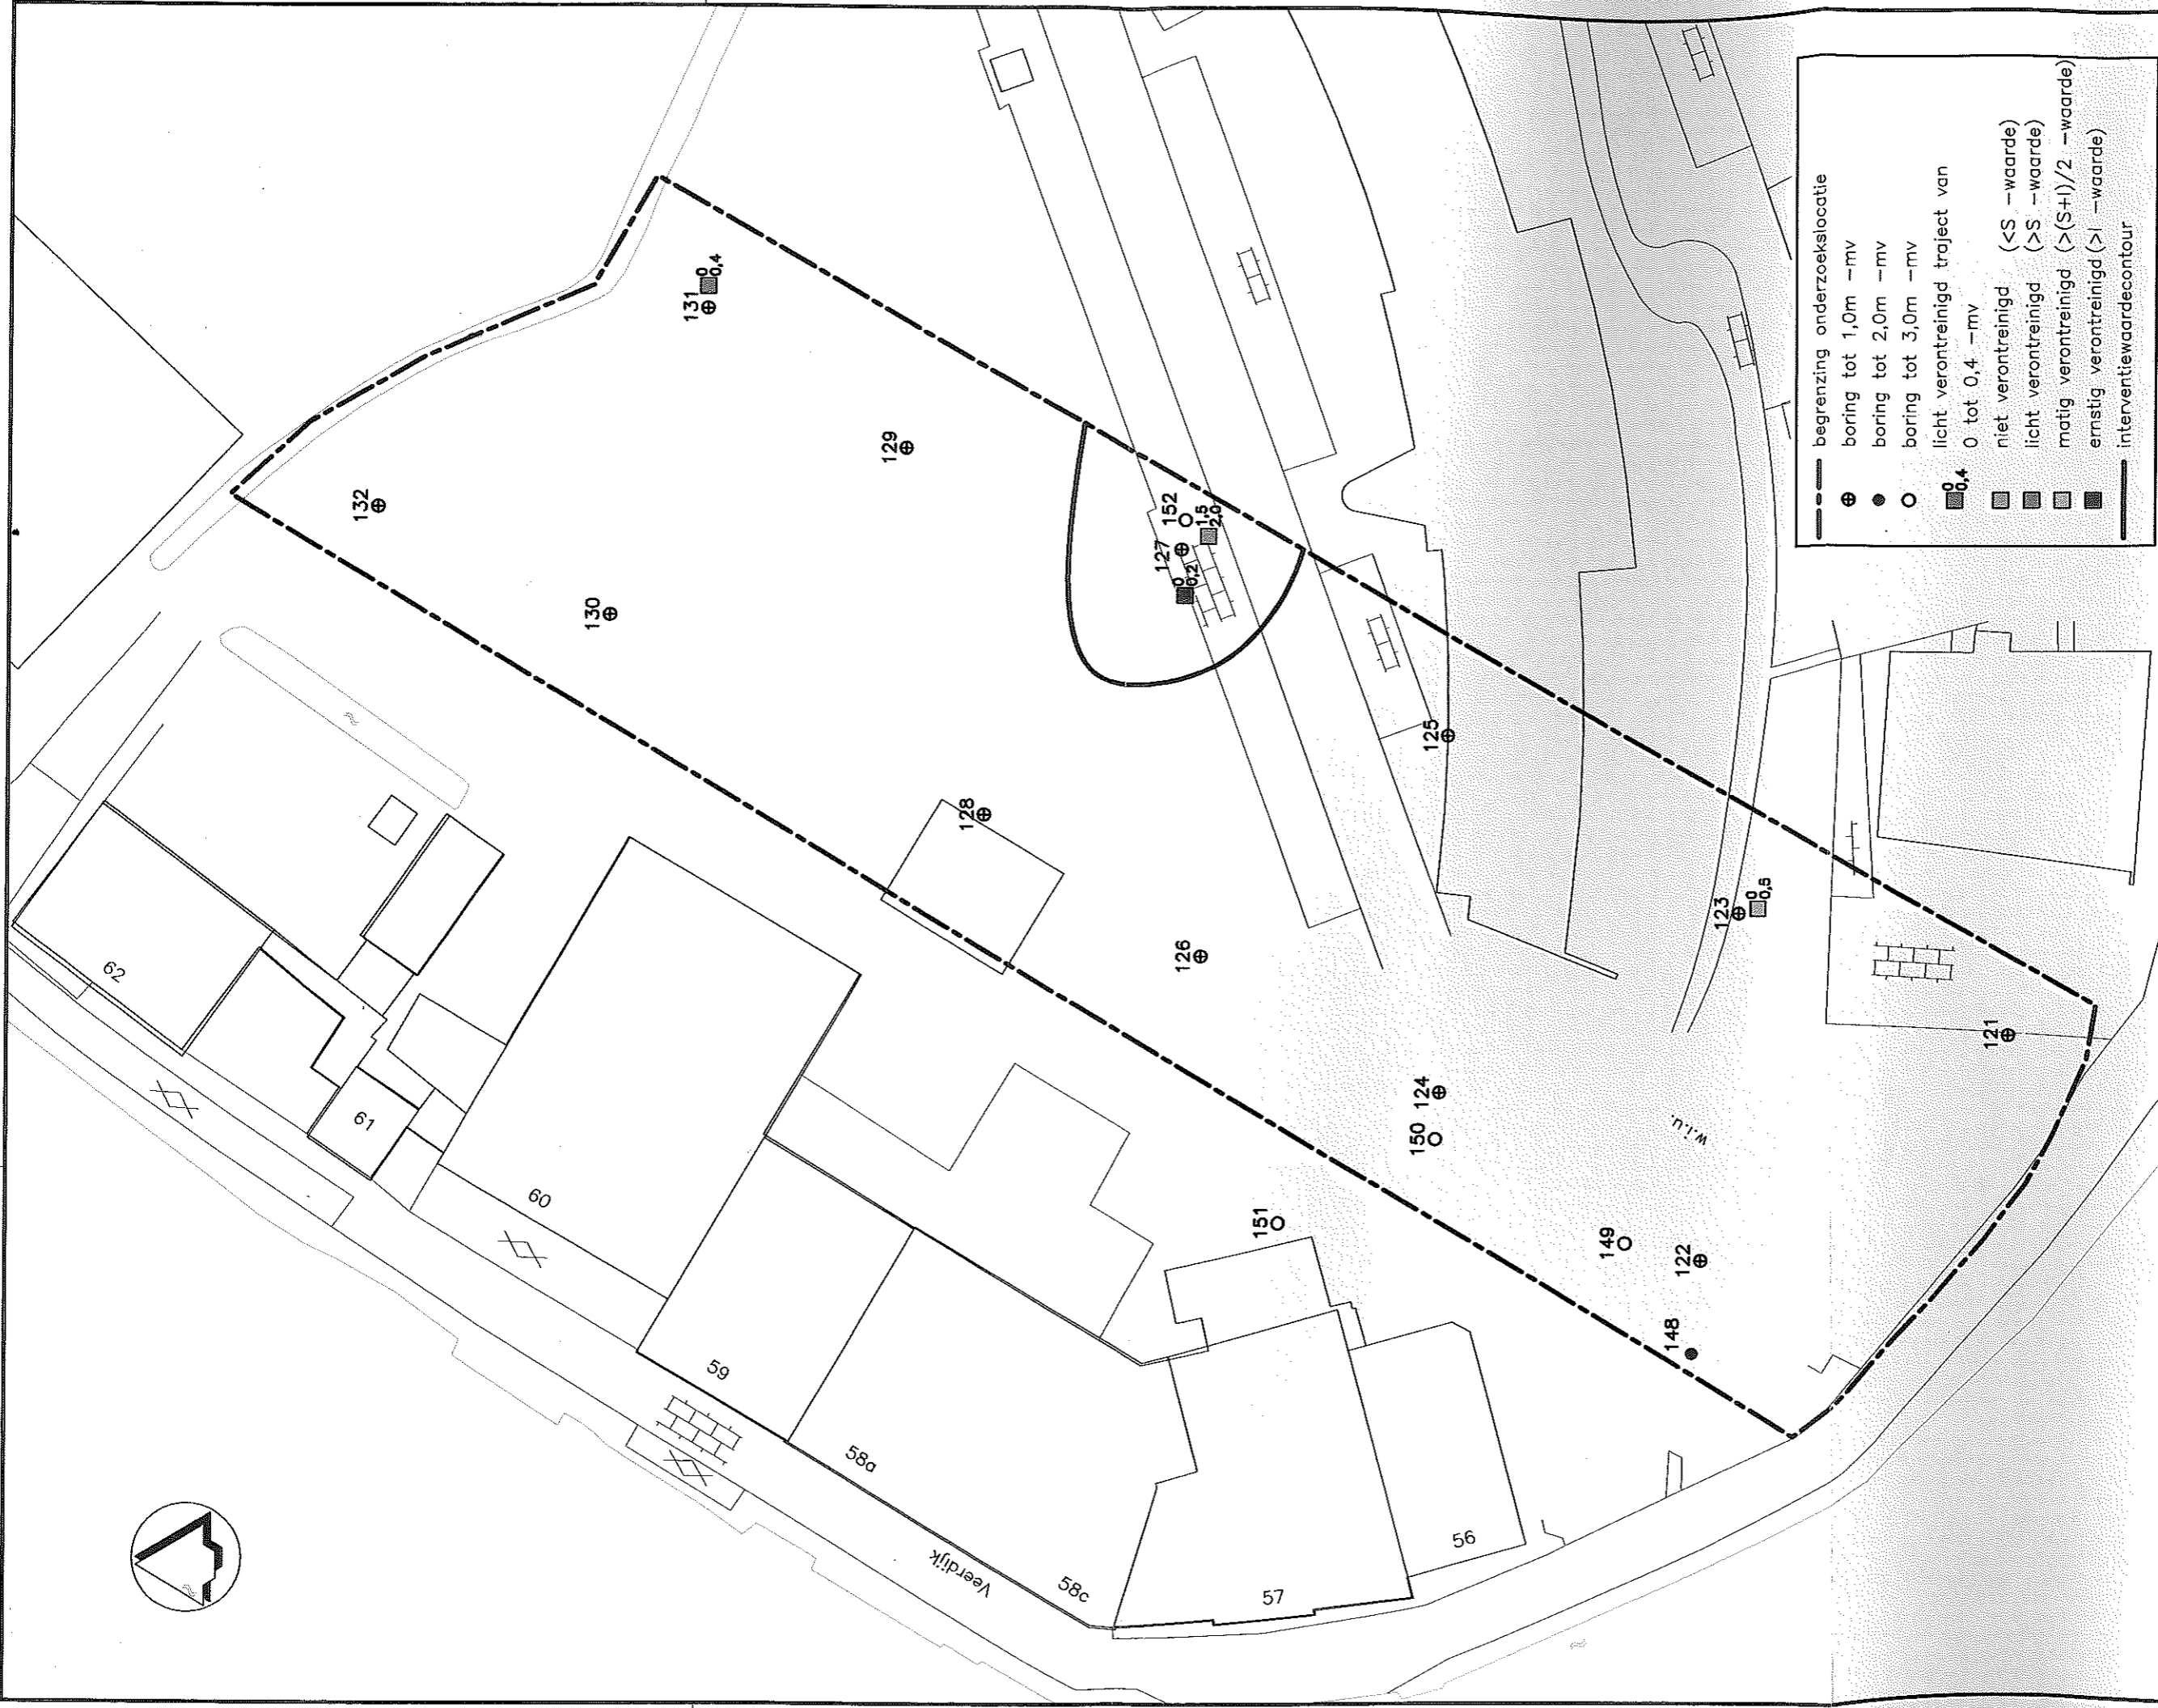 132
131
0
0,4
130
129
152
127
1,5
2,0
0
0,2
128
125
126
123
0
0,5
121
124
150
151
149
122
148
w.i.u.
62
61
60
59
58a
58c
57
56
Veerdijk
begrenzing onderzoekslocatie
boring tot 1,0m -mv
boring tot 2,0m -mv
boring tot 3,0m -mv
licht verontreinigd traject van
0 tot 0,4 -mv
0
0,4
niet verontreinigd (<S -waarde)
licht verontreinigd (>S -waarde)
matig verontreinigd (>(S+I)/2 -waarde)
ernstig verontreinigd (>I -waarde)
interventiewaardecontour